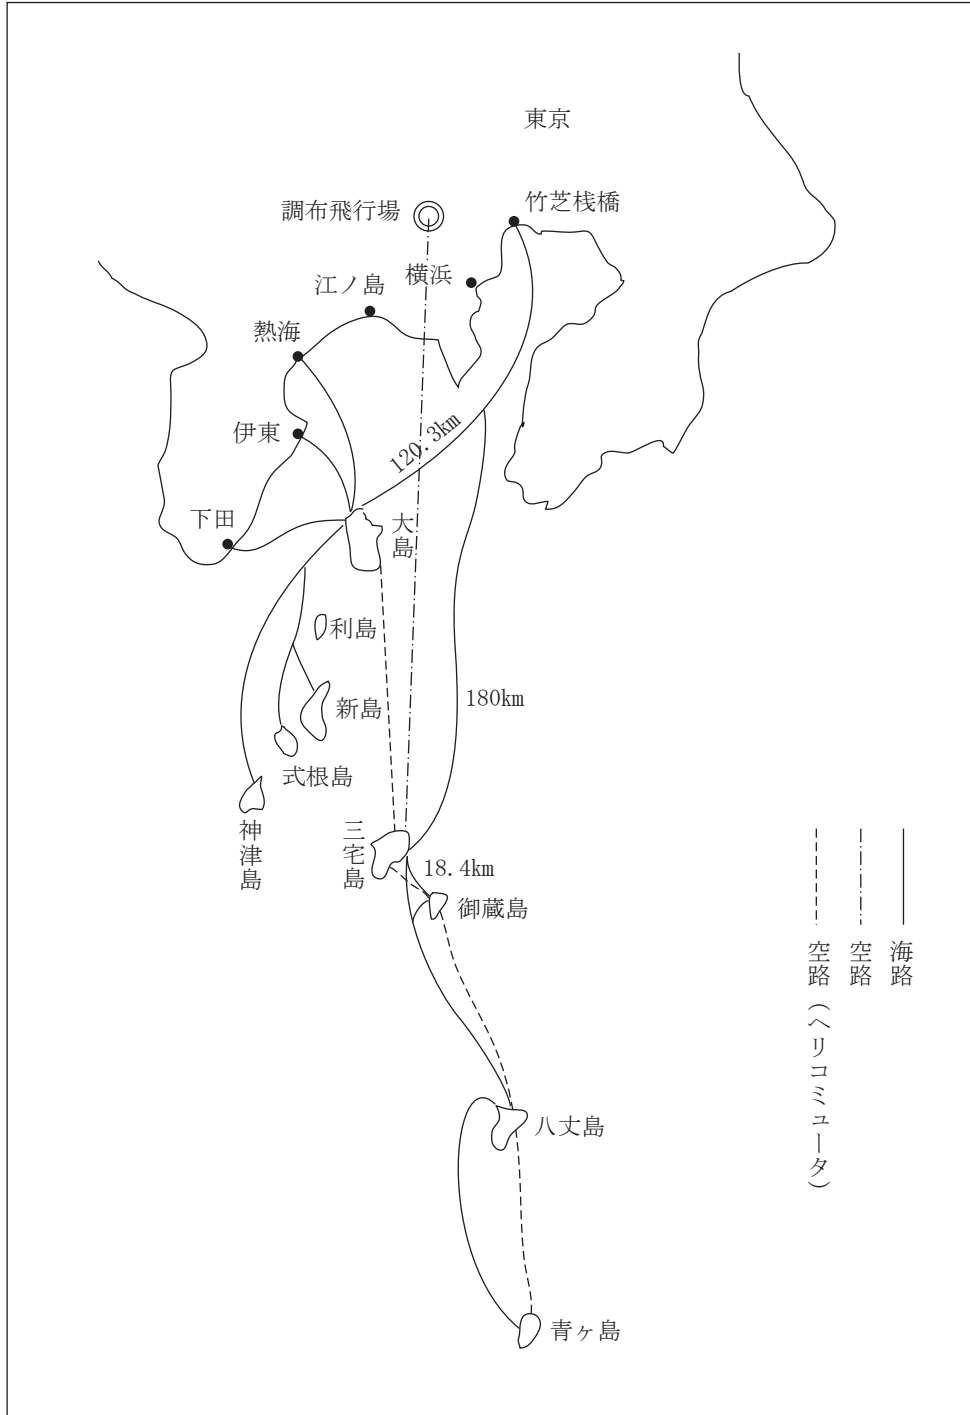 東京
竹芝桟橋
調布飛行場
横浜
江ノ島
熱海
伊東
120.3km
下田
大島
利島
新島
180km
式根島
神津島
三宅島
18.4km
御蔵島
八丈島
青ヶ島
海路
空路
空路(ヘリコミュータ)